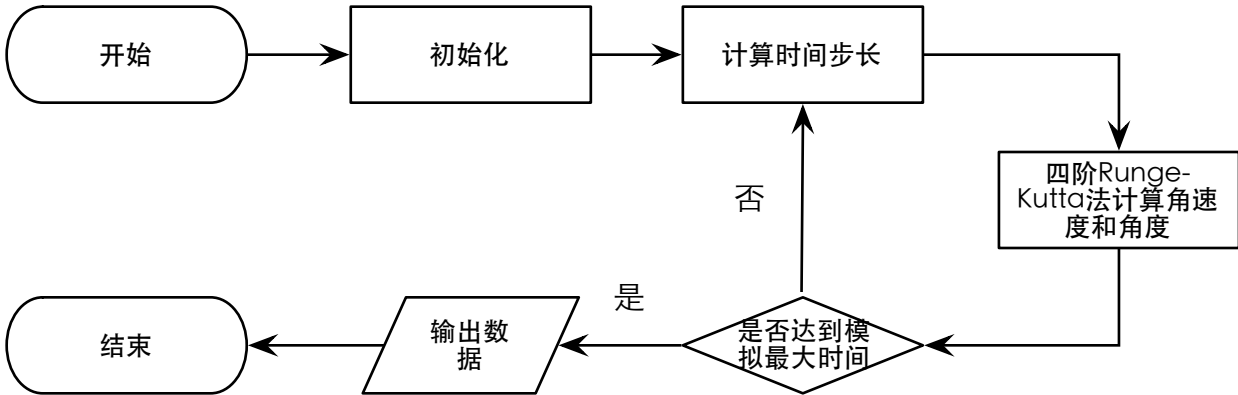 开始
初始化
计算时间步长
四阶Runge-
Kutta法计算角速
度和角度
否
是
是否达到模
拟最大时间
输出数
据
结束